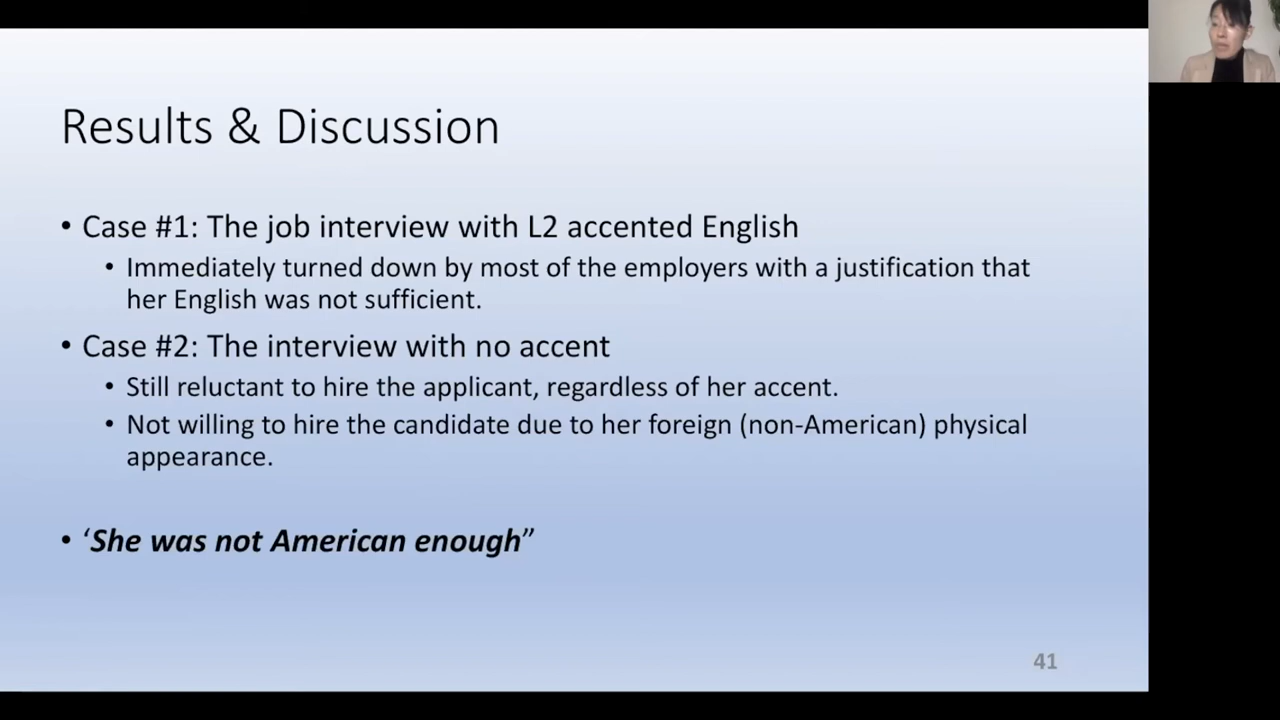 Results & Discussion
• Case #1: The job interview with L2 accented English
• Immediately turned down by most of the employers with a justification that
her English was not sufficient.
• Case #2: The interview with no accent
• Still reluctant to hire the applicant, regardless of her accent.
• Not willing to hire the candidate due to her foreign (non-American) physical
appearance.
• ‘She was not American enough”
41